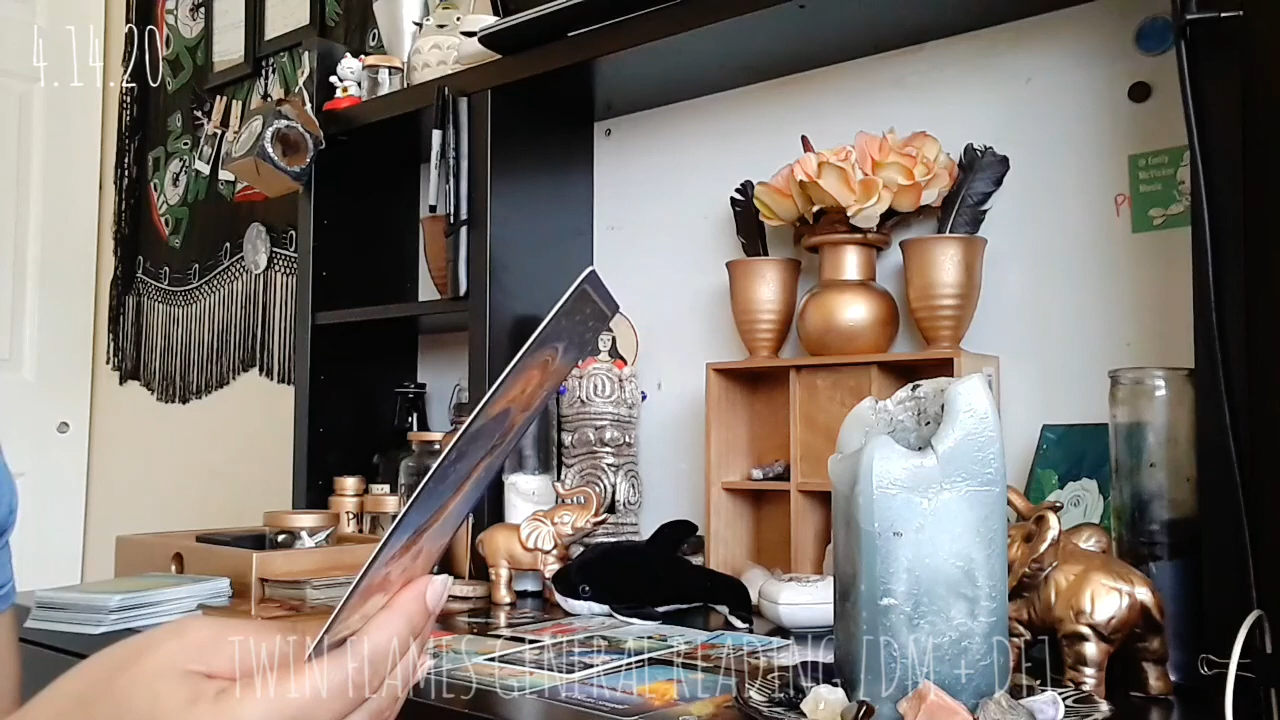 4.14.20
TWIN FLAMES GENERAL READING [DM + DF]